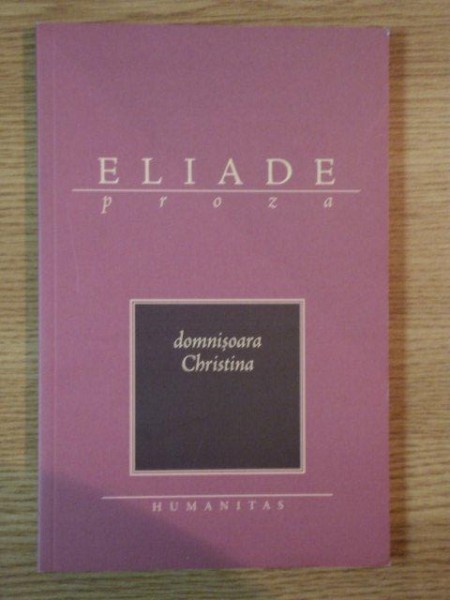 ELIADE
proza
domnișoara
Christina
HUMANITAS